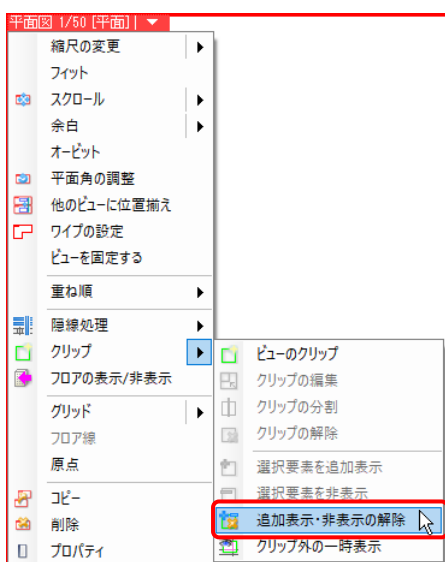 平面図 1/50 [平面] ▼
縮尺の変更
フィット
スクロール
余白
オービット
平面角の調整
他のビューに位置揃え
ワイプの設定
ビューを固定する
重ね順
隠線処理
クリップ
フロアの表示/非表示
グリッド
フロア線
原点
コピー
削除
プロパティ
ビューのクリップ
クリップの編集
クリップの分割
クリップの解除
選択要素を追加表示
選択要素を非表示
追加表示・非表示の解除
クリップ外の一時表示